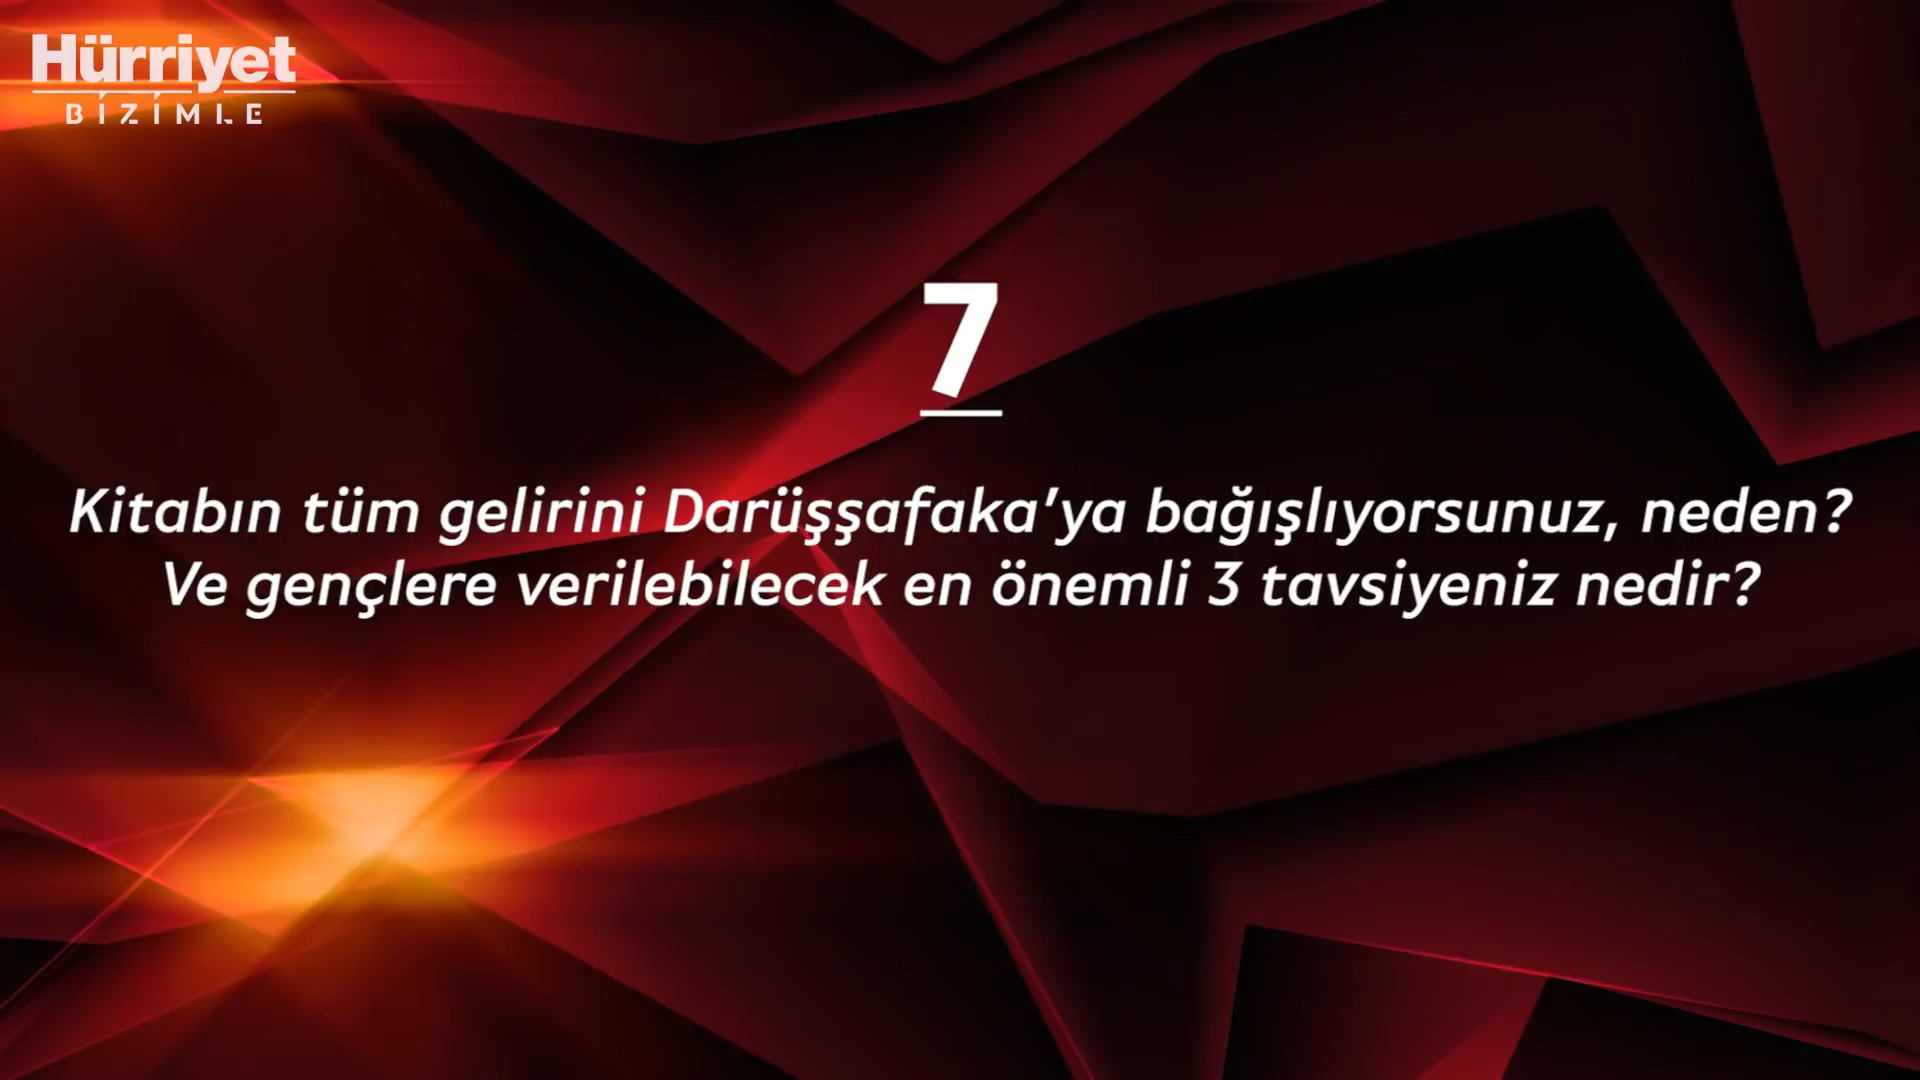 Hürriyet
BİZİMLE
7
Kitabın tüm gelirini Darüşşafaka'ya bağışlıyorsunuz, neden?
Ve gençlere verilebilecek en önemli 3 tavsiyeniz nedir?